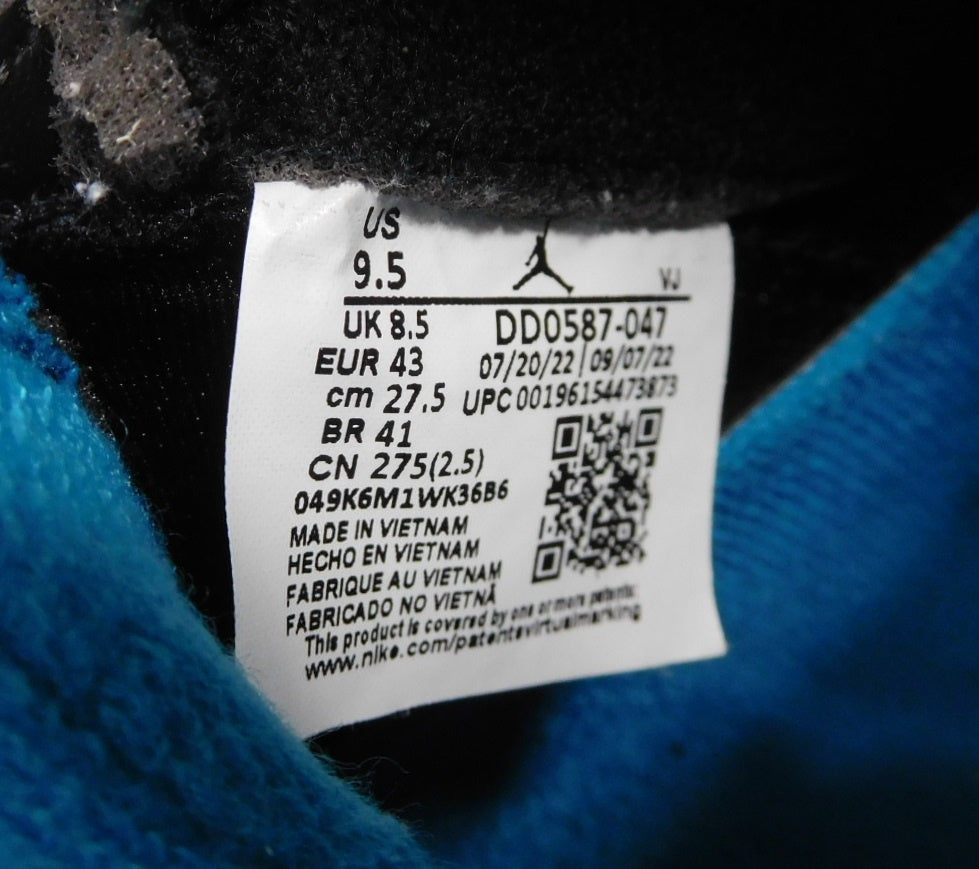 US
9.5
VJ
UK 8.5
DD0587-047
EUR 43
07/20/22 | 09/07/22
cm 27.5
UPC 00196154473873
BR 41
CN 275(2.5)
049K6M1WK36B6
MADE IN VIETNAM
HECHO EN VIETNAM
FABRIQUE AU VIETNAM
FABRICADO NO VIETNÃ
This product is covered by one or more patents:
www.nike.com/patentsvirtualmarking